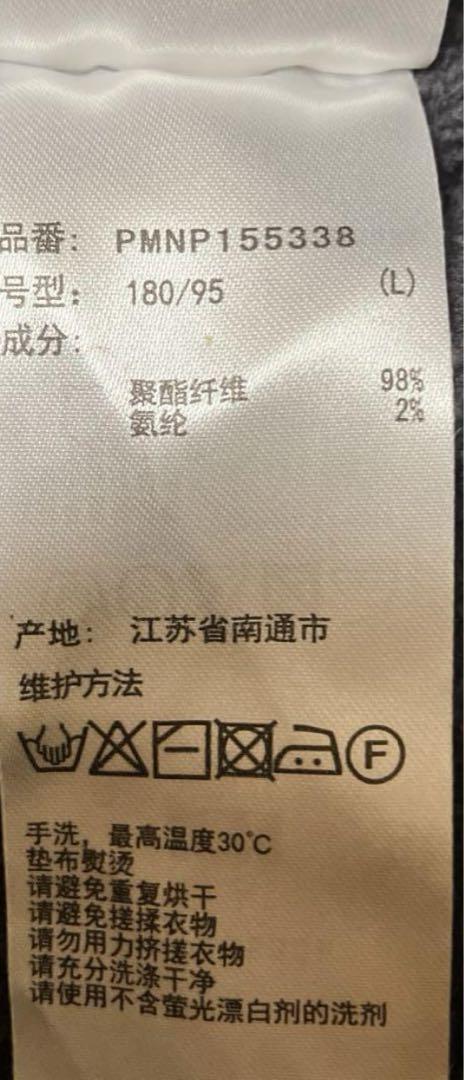 品番: PMNP155338
号型: 180/95 (L)
成分:
聚酯纤维 98%
氨纶 2%
产地: 江苏省南通市
维护方法
F
手洗，最高温度30℃
垫布熨烫
请避免重复烘干
请避免搓揉衣物
请勿用力挤搓衣物
请充分洗涤干净
请使用不含萤光漂白剂的洗剂